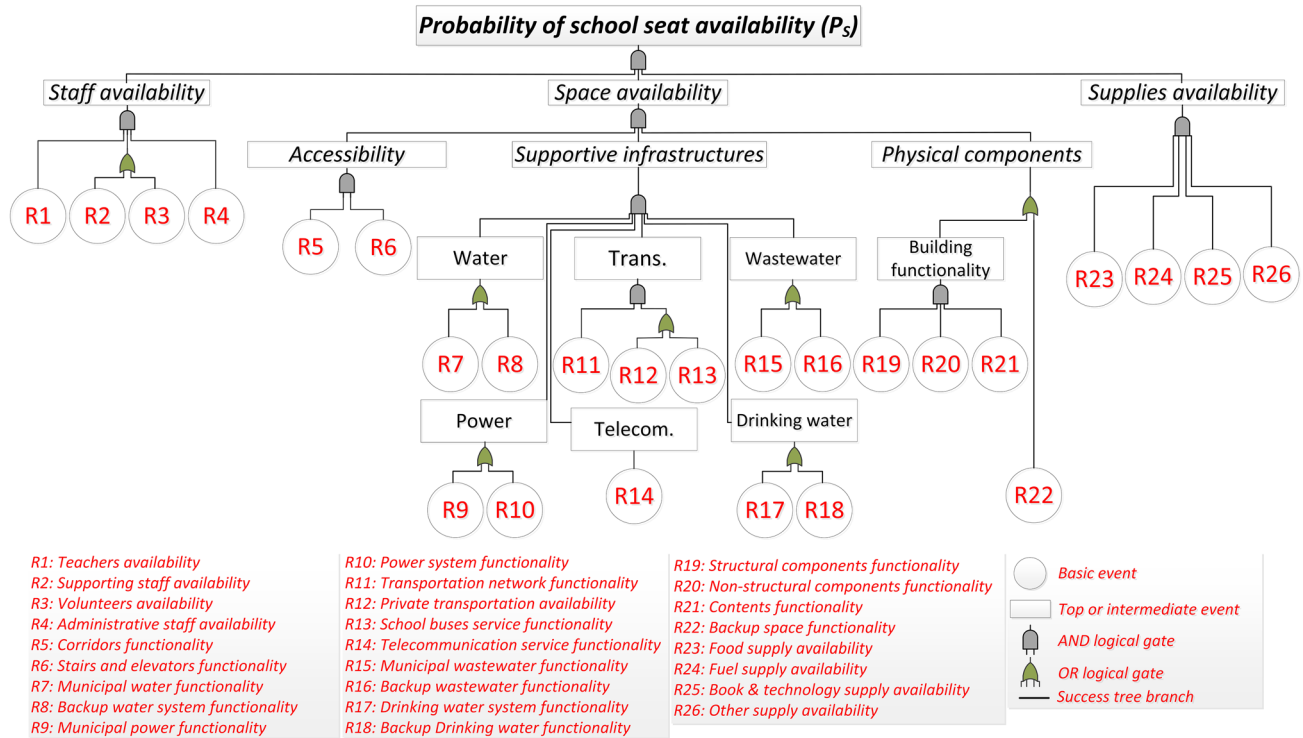 Probability of school seat availability (PS)
Staff availability
Space availability
Supplies availability
Accessibility
Supportive infrastructures
Physical components
R1
R2
R3
R4
R5
R6
Water
Trans.
Wastewater
Building
functionality
R23
R24
R25
R26
R7
R8
R11
R12
R13
R15
R16
R19
R20
R21
Power
Telecom.
Drinking water
R9
R10
R14
R17
R18
R22
R1: Teachers availability
R2: Supporting staff availability
R3: Volunteers availability
R4: Administrative staff availability
R5: Corridors functionality
R6: Stairs and elevators functionality
R7: Municipal water functionality
R8: Backup water system functionality
R9: Municipal power functionality
R10: Power system functionality
R11: Transportation network functionality
R12: Private transportation availability
R13: School buses service functionality
R14: Telecommunication service functionality
R15: Municipal wastewater functionality
R16: Backup wastewater functionality
R17: Drinking water system functionality
R18: Backup Drinking water functionality
R19: Structural components functionality
R20: Non-structural components functionality
R21: Contents functionality
R22: Backup space functionality
R23: Food supply availability
R24: Fuel supply availability
R25: Book & technology supply availability
R26: Other supply availability
Basic event
Top or intermediate event
AND logical gate
OR logical gate
Success tree branch